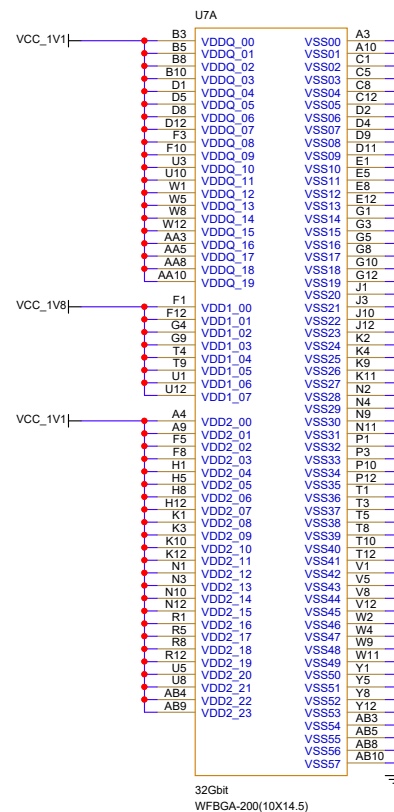 U7A
VCC_1V1 B3 VDDQ_00 VSS00 A3
B5 VDDQ_01 VSS01 A10
B8 VDDQ_02 VSS02 C1
B10 VDDQ_03 VSS03 C5
D1 VDDQ_04 VSS04 C8
D5 VDDQ_05 VSS05 C12
D8 VDDQ_06 VSS06 D2
D12 VDDQ_07 VSS07 D4
F3 VDDQ_08 VSS08 D9
F10 VDDQ_09 VSS09 D11
U3 VDDQ_10 VSS10 E1
U10 VDDQ_11 VSS11 E5
W1 VDDQ_12 VSS12 E8
W5 VDDQ_13 VSS13 E12
W8 VDDQ_14 VSS14 G1
W12 VDDQ_15 VSS15 G3
AA3 VDDQ_16 VSS16 G5
AA5 VDDQ_17 VSS17 G8
AA8 VDDQ_18 VSS18 G10
AA10 VDDQ_19 VSS19 G12
VSS20 J1
VCC_1V8 F1 VDD1_00 VSS21 J3
F12 VDD1_01 VSS22 J10
G4 VDD1_02 VSS23 J12
G9 VDD1_03 VSS24 K2
T4 VDD1_04 VSS25 K4
T9 VDD1_05 VSS26 K9
U1 VDD1_06 VSS27 K11
U12 VDD1_07 VSS28 N2
VSS29 N4
VCC_1V1 A4 VDD2_00 VSS30 N9
A9 VDD2_01 VSS31 N11
F5 VDD2_02 VSS32 P1
F8 VDD2_03 VSS33 P3
H1 VDD2_04 VSS34 P10
H5 VDD2_05 VSS35 P12
H8 VDD2_06 VSS36 T1
H12 VDD2_07 VSS37 T3
K1 VDD2_08 VSS38 T5
K3 VDD2_09 VSS39 T8
K10 VDD2_10 VSS40 T10
K12 VDD2_11 VSS41 T12
N1 VDD2_12 VSS42 V1
N3 VDD2_13 VSS43 V5
N10 VDD2_14 VSS44 V8
N12 VDD2_15 VSS45 V12
R1 VDD2_16 VSS46 W2
R5 VDD2_17 VSS47 W4
R8 VDD2_18 VSS48 W9
R12 VDD2_19 VSS49 W11
U5 VDD2_20 VSS50 Y1
U8 VDD2_21 VSS51 Y5
AB4 VDD2_22 VSS52 Y8
AB9 VDD2_23 VSS53 Y12
VSS54 AB3
VSS55 AB5
VSS56 AB8
VSS57 AB10
32Gbit
WFBGA-200(10X14.5)